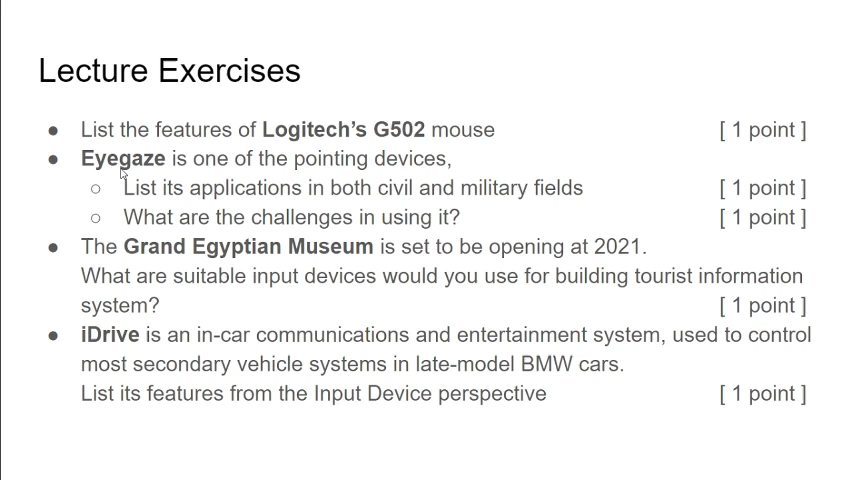 Lecture Exercises
● List the features of Logitech's G502 mouse [ 1 point ]
● Eyegaze is one of the pointing devices,
○ List its applications in both civil and military fields [ 1 point ]
○ What are the challenges in using it? [ 1 point ]
● The Grand Egyptian Museum is set to be opening at 2021.
What are suitable input devices would you use for building tourist information
system? [ 1 point ]
● iDrive is an in-car communications and entertainment system, used to control
most secondary vehicle systems in late-model BMW cars.
List its features from the Input Device perspective [ 1 point ]